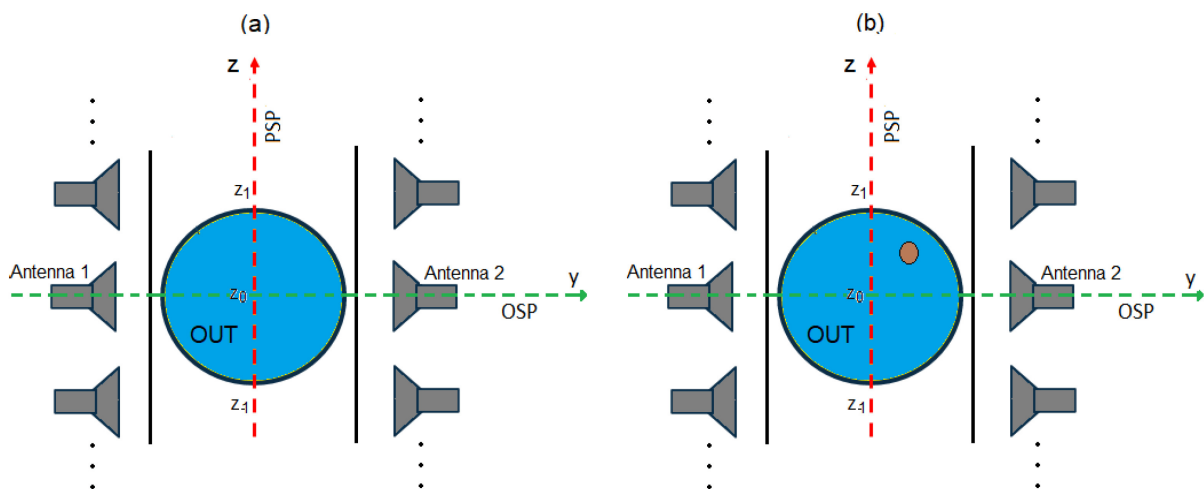 (a)
z
PSP
z1
Antenna 1
Antenna 2
y
z0
OSP
OUT
z-1
(b)
z
PSP
z1
Antenna 1
Antenna 2
y
z0
OSP
OUT
z-1